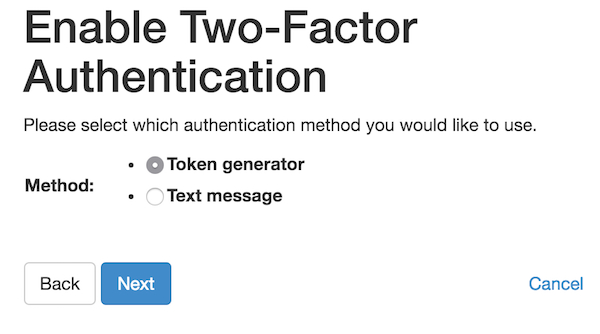 Enable Two-Factor
Authentication
Please select which authentication method you would like to use.
Method:
Token generator
Text message
Back Next Cancel